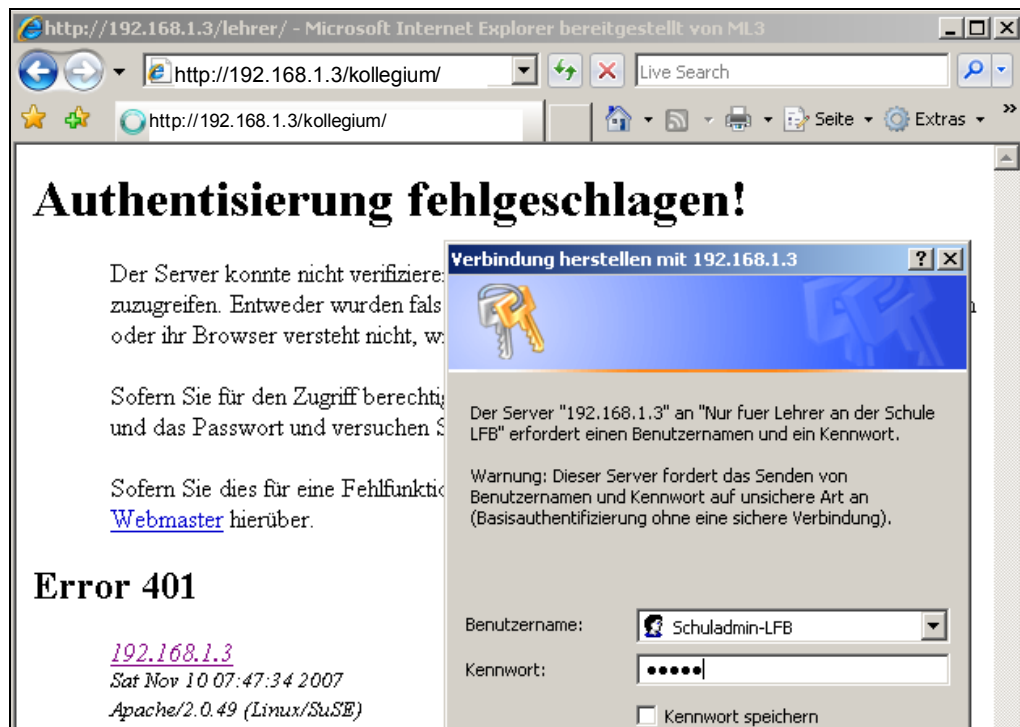 http://192.168.1.3/lehrer/ - Microsoft Internet Explorer bereitgestellt von ML3
http://192.168.1.3/kollegium/
Live Search
http://192.168.1.3/kollegium/
Seite
Extras
»
Authentisierung fehlgeschlagen!
Der Server konnte nicht verifiziere
zuzugreifen. Entweder wurden fals
oder ihr Browser versteht nicht, w
Sofern Sie für den Zugriff berechti
und das Passwort und versuchen S
Sofern Sie dies für eine Fehlfunktio
Webmaster hierüber.
Error 401
192.168.1.3
Sat Nov 10 07:47:34 2007
Apache/2.0.49 (Linux/SuSE)
Verbindung herstellen mit 192.168.1.3
Der Server "192.168.1.3" an "Nur fuer Lehrer an der Schule
LFB" erfordert einen Benutzernamen und ein Kennwort.
Warnung: Dieser Server fordert das Senden von
Benutzernamen und Kennwort auf unsichere Art an
(Basisauthentifizierung ohne eine sichere Verbindung).
Benutzername:
Schuladmin-LFB
Kennwort:
●●●●●
Kennwort speichern